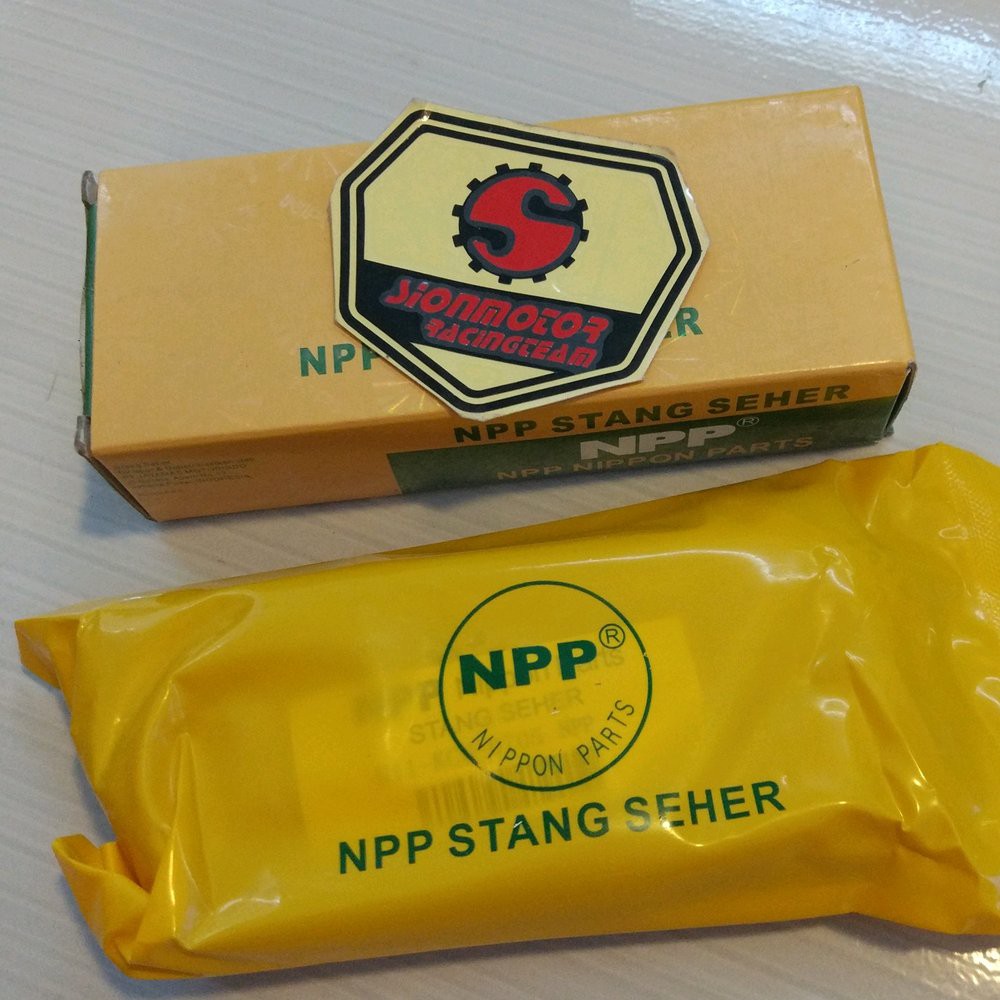 S
SIONMOTOR
RACINGTEAM
NPP
ER
NPP STANG SEHER
NPP®
NPP NIPPON PARTS
NPP®
NIPPON PARTS
STANG SEHER
NPP STANG SEHER